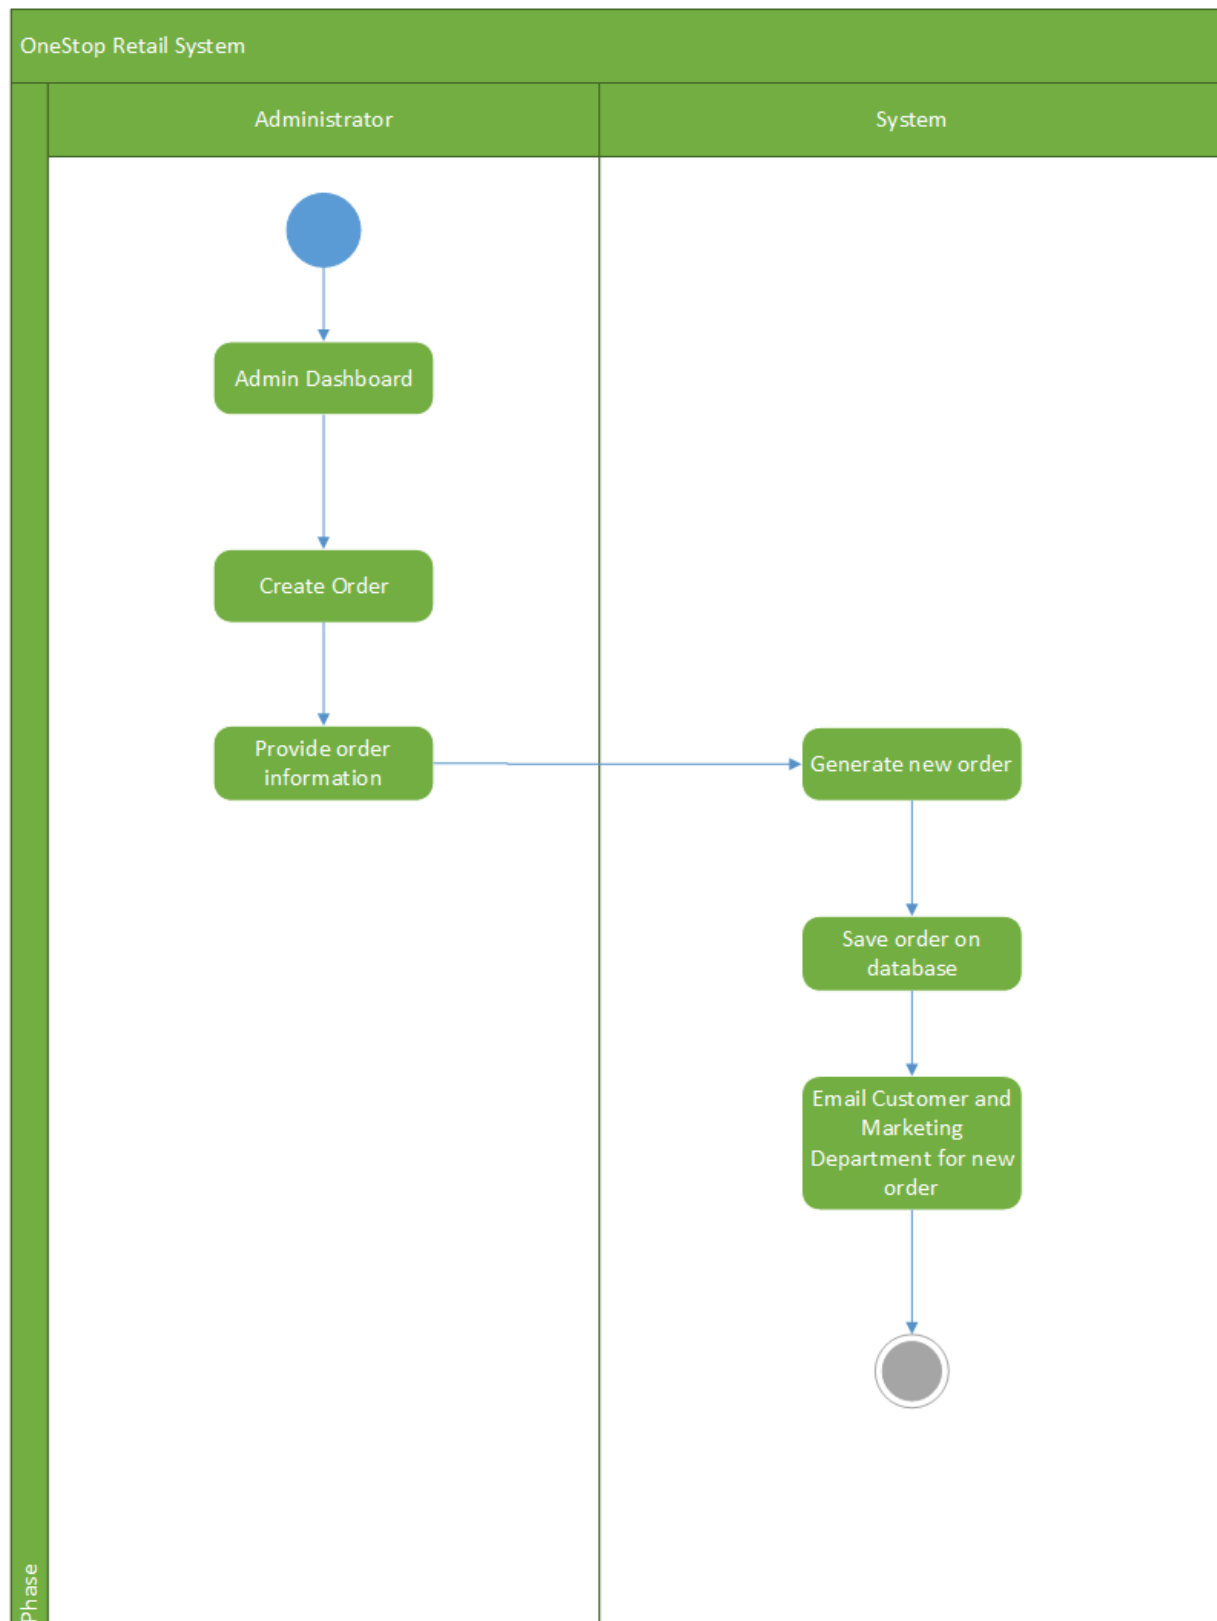 OneStop Retail System
Administrator
System
Admin Dashboard
Create Order
Provide order
information
Generate new order
Save order on
database
Email Customer and
Marketing
Department for new
order
Phase